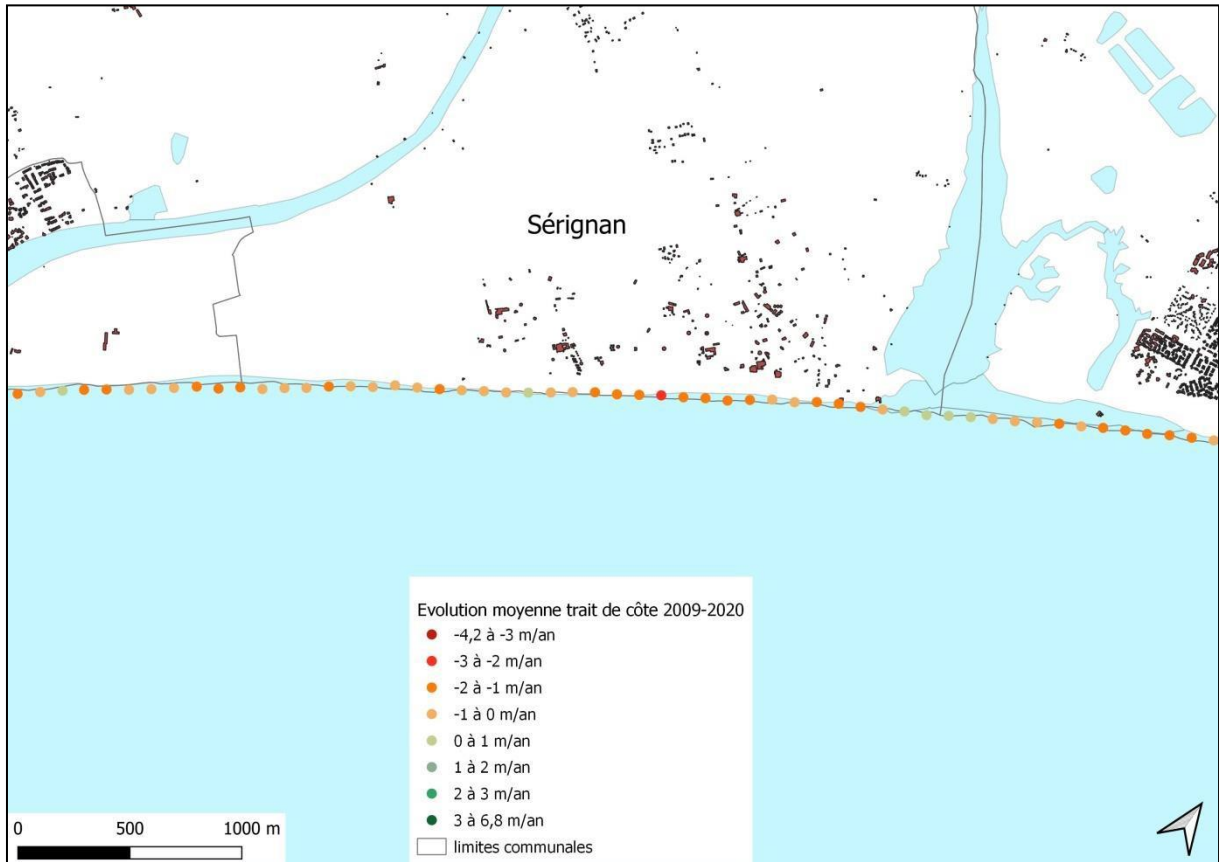 Sérignan
Evolution moyenne trait de côte 2009-2020
-4,2 à -3 m/an
-3 à -2 m/an
-2 à -1 m/an
-1 à 0 m/an
0 à 1 m/an
1 à 2 m/an
2 à 3 m/an
3 à 6,8 m/an
limites communales
0 500 1000 m